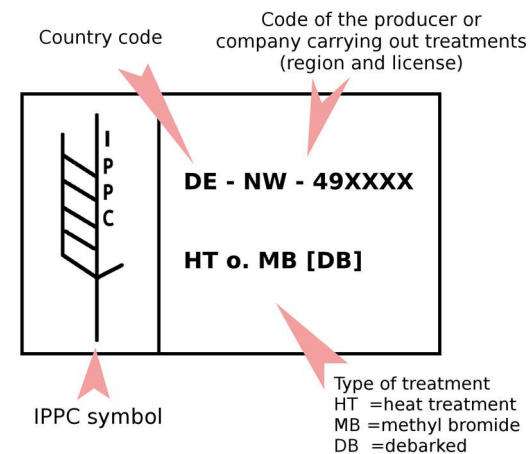 Country code
Code of the producer or
company carrying out treatments
(region and license)
I
P
P
C
DE - NW - 49XXXX
HT o. MB [DB]
IPPC symbol
Type of treatment
HT =heat treatment
MB =methyl bromide
DB =debarked